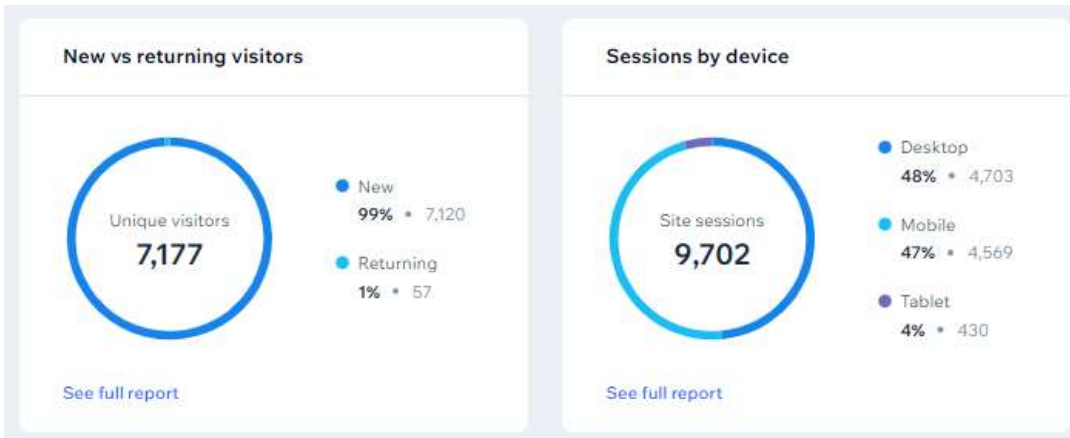 New vs returning visitors
Unique visitors
7,177
New
99% • 7,120
Returning
1% • 57
See full report
Sessions by device
Site sessions
9,702
Desktop
48% • 4,703
Mobile
47% • 4,569
Tablet
4% • 430
See full report